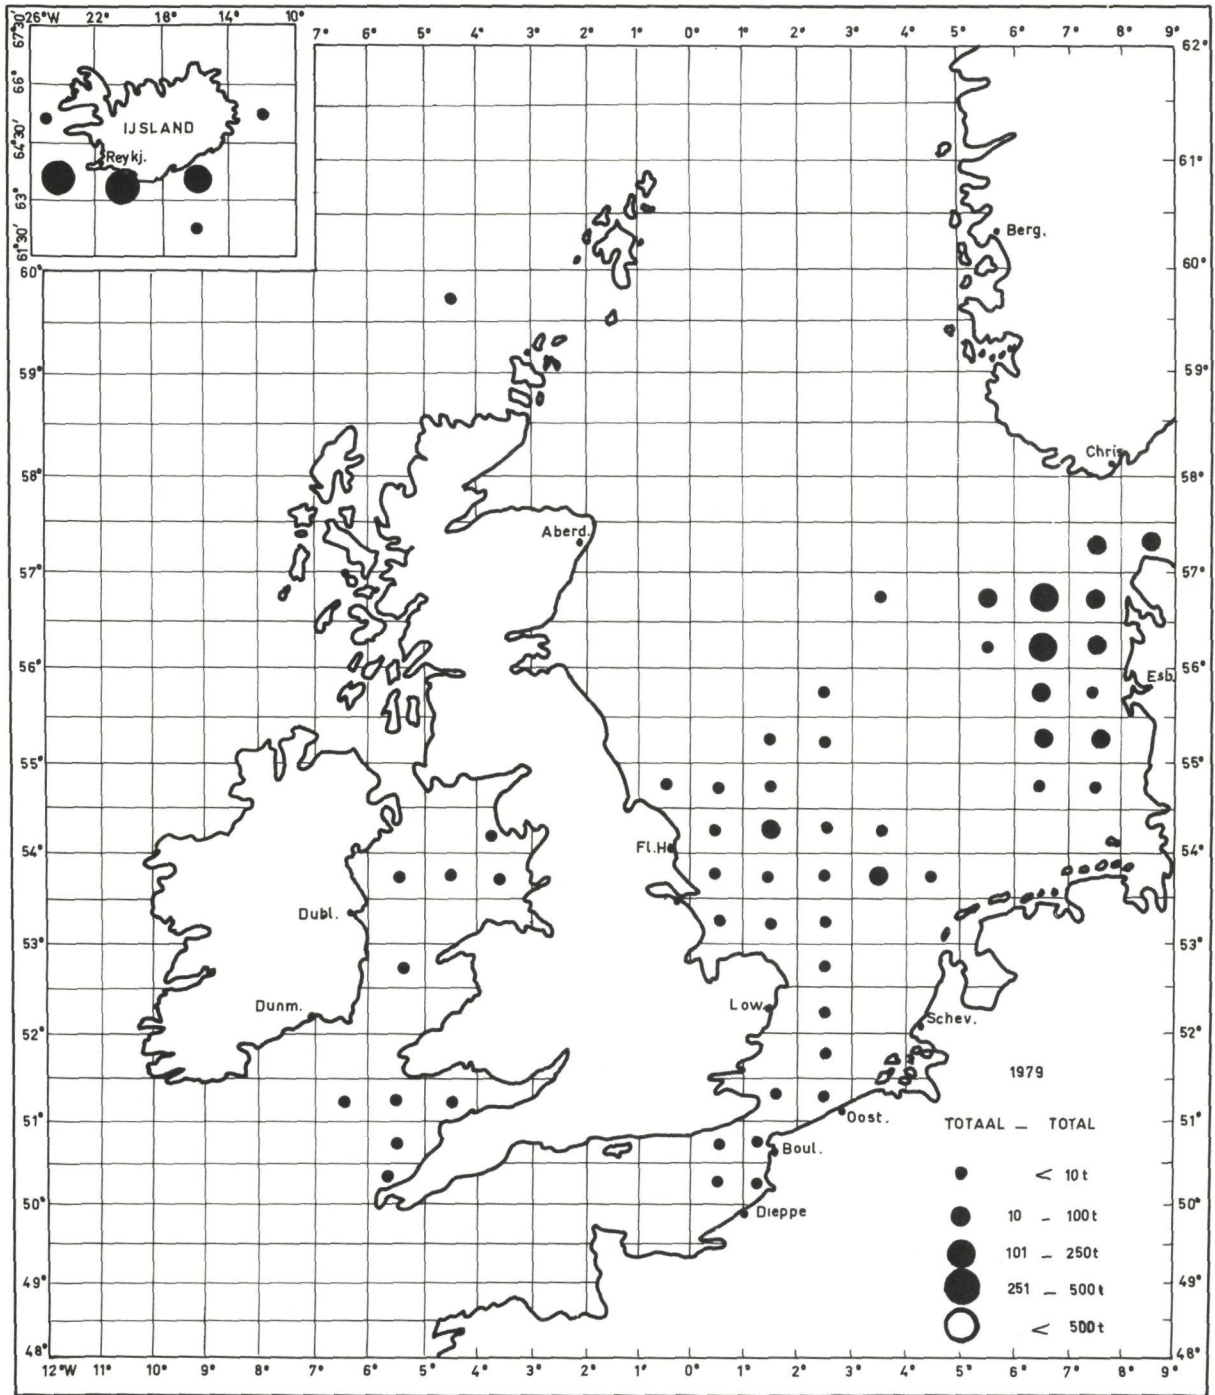 26°W 22° 18° 14° 10°
67°30'
66°
64°30'
63°
61°30'
IJSLAND
Reykj.
7° 6° 5° 4° 3° 2° 1° 0° 1° 2° 3° 4° 5° 6° 7° 8° 9°
62°
61°
60° 60°
59° 59°
58° 58°
57° 57°
56° 56°
55° 55°
54° 54°
53° 53°
52° 52°
51° 51°
50° 50°
49° 49°
48° 48°
Berg.
Chris
Aberd.
Esb.
Fl.H
Dubl.
Dunm.
Low.
Schev.
Oost.
Boul.
Dieppe
1979
TOTAAL – TOTAL
< 10t
10 – 100t
101 – 250t
251 – 500t
< 500t
12°W 11° 10° 9° 8° 7° 6° 5° 4° 3° 2° 1° 0° 1° 2° 3° 4° 5° 6° 7° 8° 9°